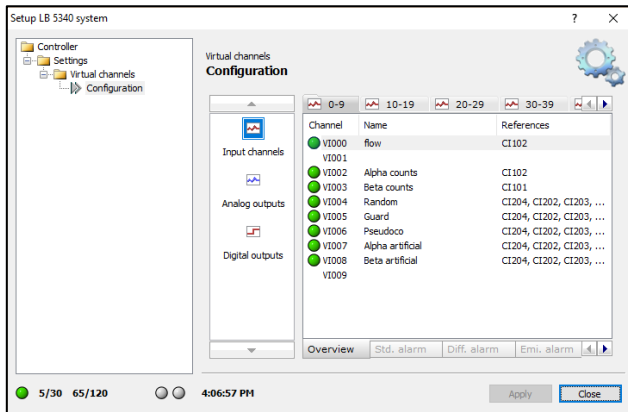 Setup LB 5340 system
? ×
Controller
Settings
Virtual channels
Configuration
Virtual channels
Configuration
Input channels
Analog outputs
Digital outputs
0-9 10-19 20-29 30-39
Channel Name References
VI000 flow CI102
VI001
VI002 Alpha counts CI102
VI003 Beta counts CI101
VI004 Random CI204, CI202, CI203, ...
VI005 Guard CI204, CI202, CI203, ...
VI006 Pseudoco CI204, CI202, CI203, ...
VI007 Alpha artificial CI204, CI202, CI203, ...
VI008 Beta artificial CI204, CI202, CI203, ...
VI009
Overview Std. alarm Diff. alarm Emi. alarm
5/30 65/120 4:06:57 PM Apply Close